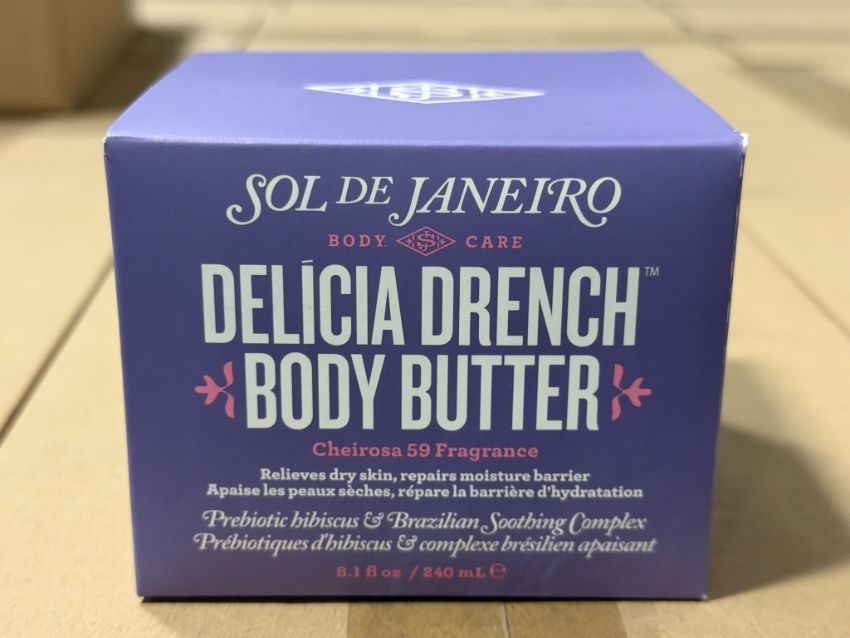 SOL DE JANEIRO
BODY CARE
DELÍCIA DRENCH™
BODY BUTTER
Cheirosa 59 Fragrance
Relieves dry skin, repairs moisture barrier
Apaise les peaux sèches, répare la barrière d'hydratation
Prebiotic hibiscus & Brazilian Soothing Complex
Prébiotiques d'hibiscus & complexe brésilien apaisant
8.1 fl oz / 240 mL ℮